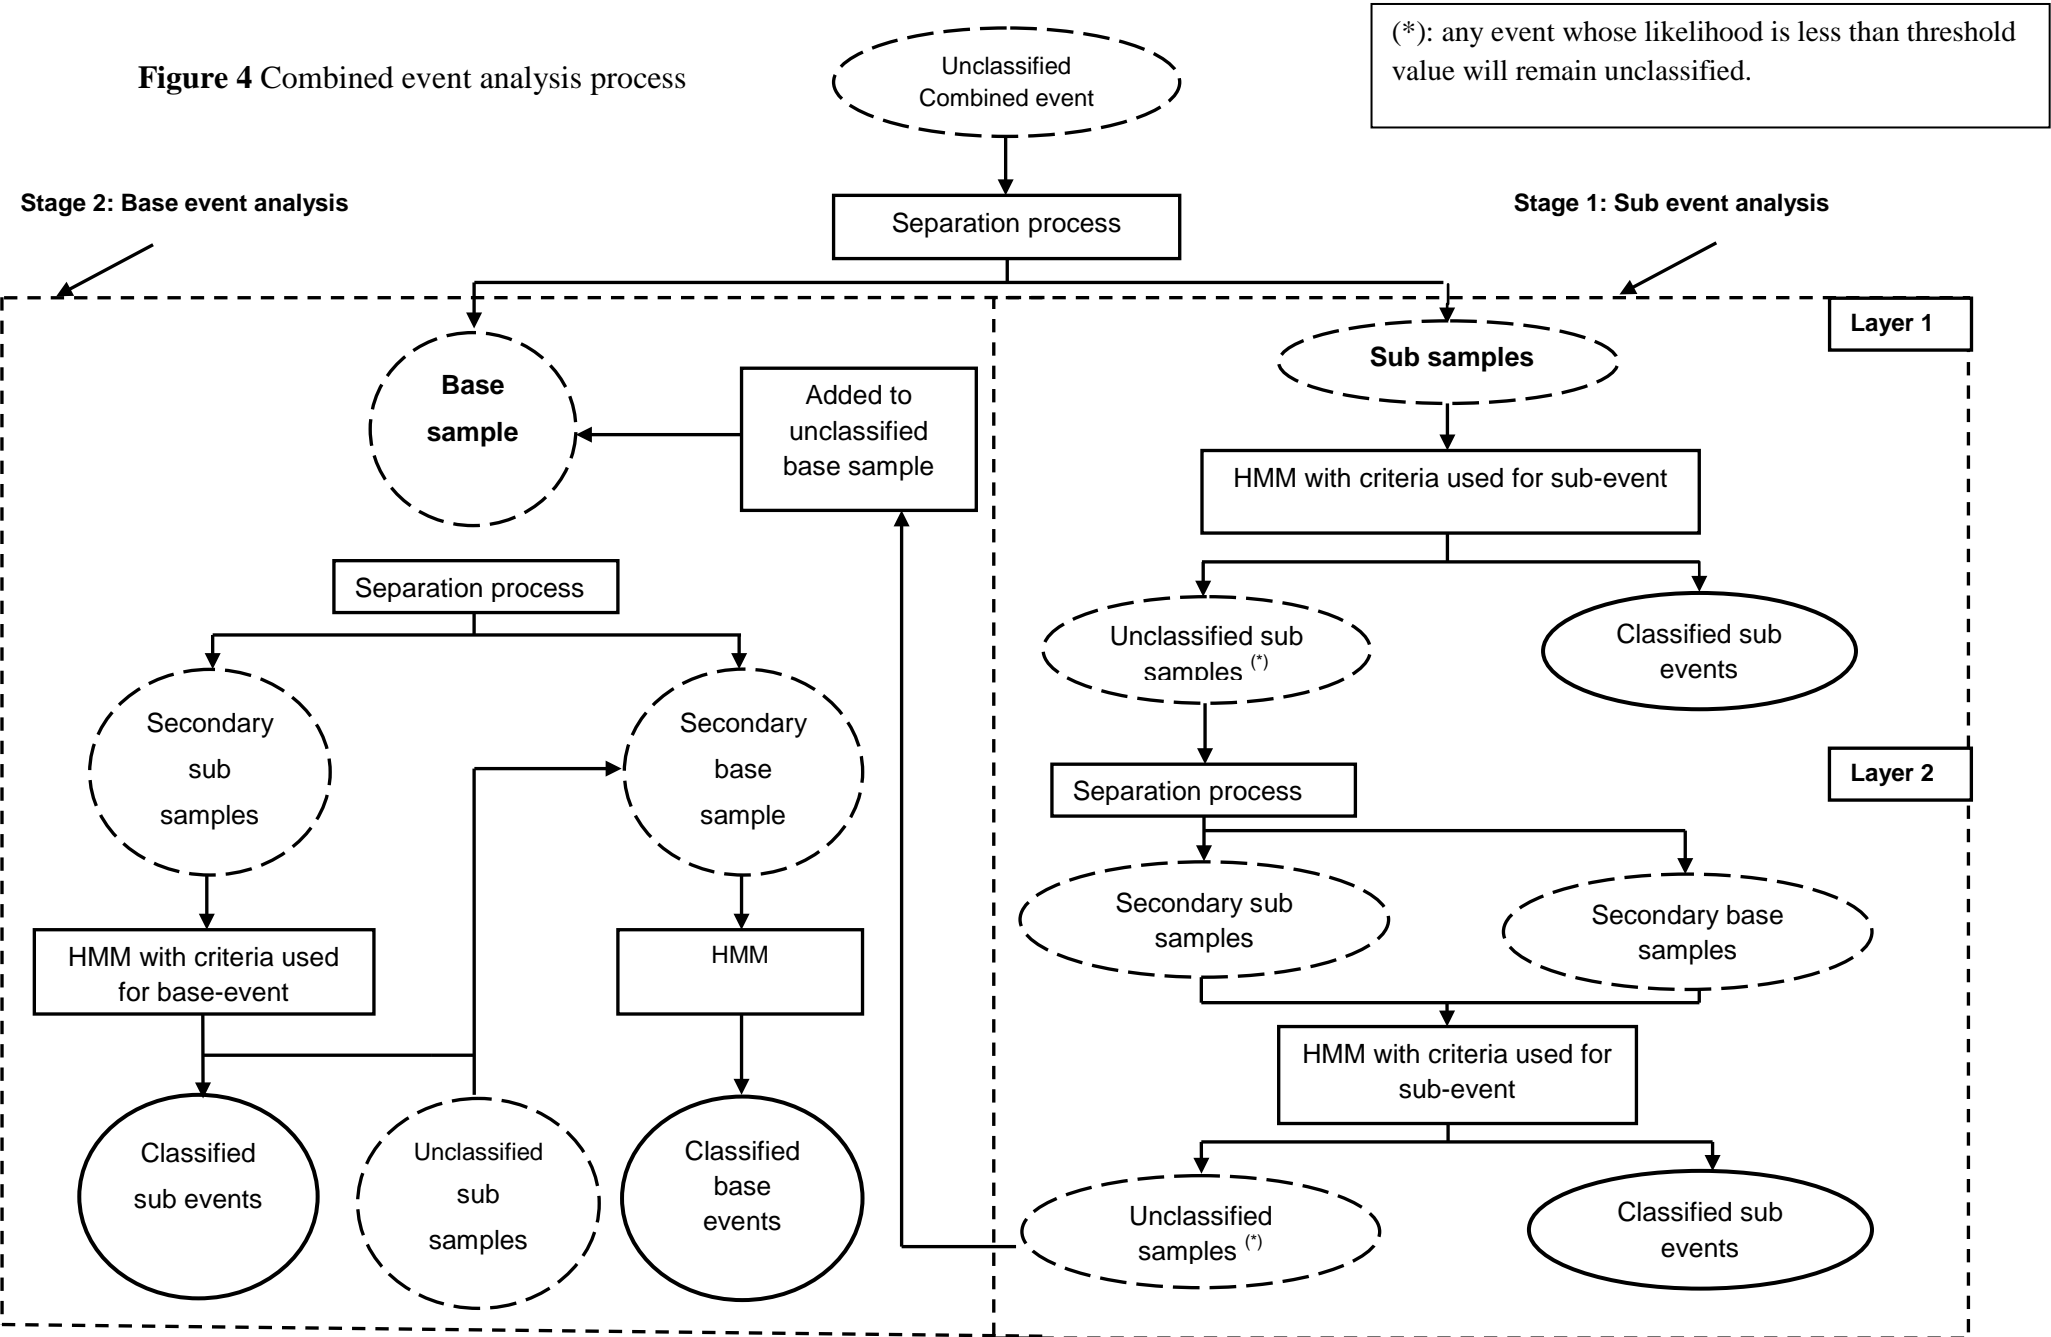 Figure 4 Combined event analysis process
Unclassified
Combined event
(*): any event whose likelihood is less than threshold
value will remain unclassified.
Separation process
Stage 2: Base event analysis
Stage 1: Sub event analysis
Layer 1
Base
sample
Added to
unclassified
base sample
Sub samples
HMM with criteria used for sub-event
Separation process
Unclassified sub
samples (*)
Classified sub
events
Secondary
sub
samples
Secondary
base
sample
Layer 2
Separation process
Secondary sub
samples
Secondary base
samples
HMM with criteria used
for base-event
HMM
HMM with criteria used for
sub-event
Classified
sub events
Unclassified
sub
samples
Classified
base
events
Unclassified
samples (*)
Classified sub
events